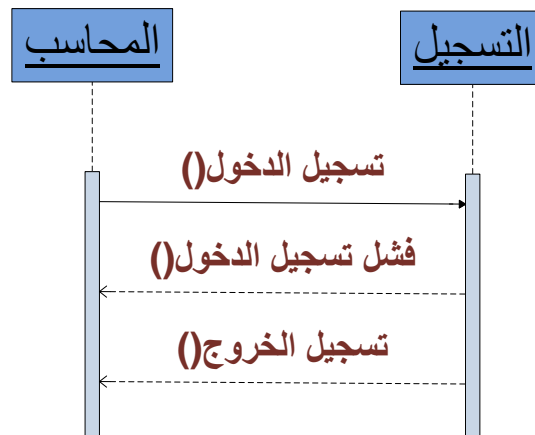 المحاسب
التسجيل
تسجيل الدخول()
فشل تسجيل الدخول()
تسجيل الخروج()